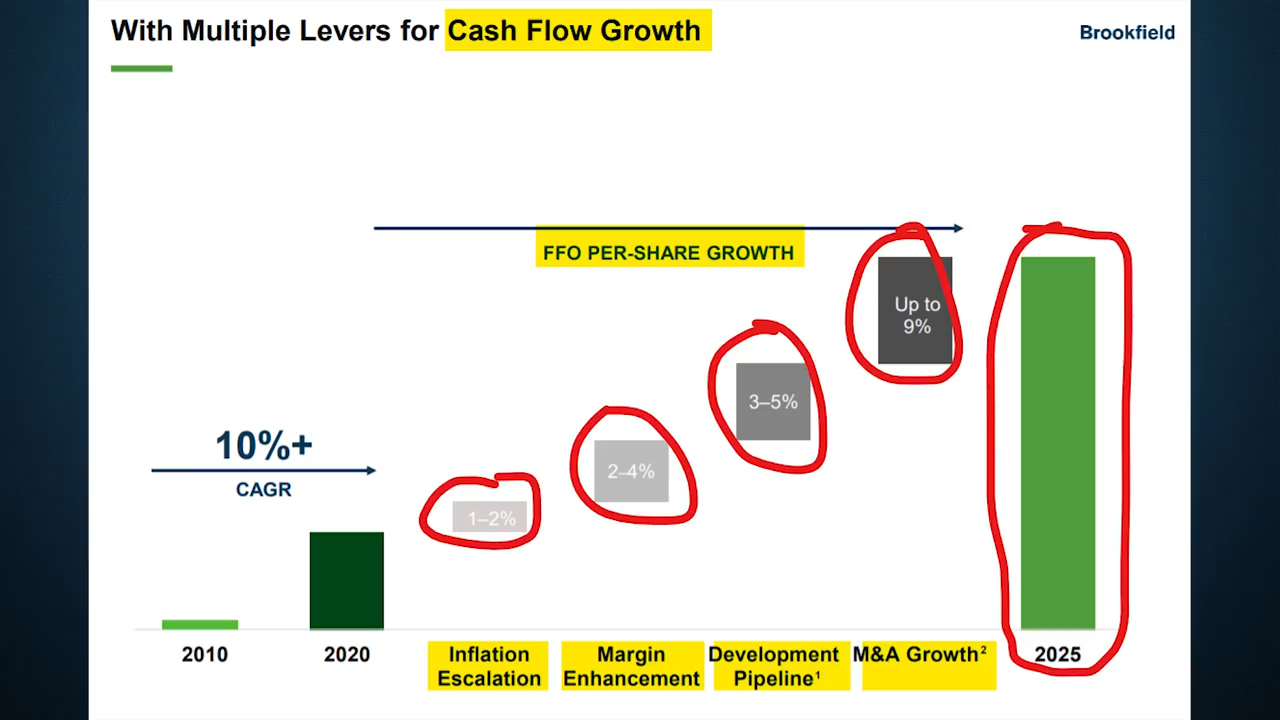 With Multiple Levers for Cash Flow Growth
Brookfield
FFO PER-SHARE GROWTH
Up to
9%
3–5%
10%+
2–4%
CAGR
1–2%
2010
2020
Inflation
Escalation
Margin
Enhancement
Development
Pipeline¹
M&A Growth²
2025